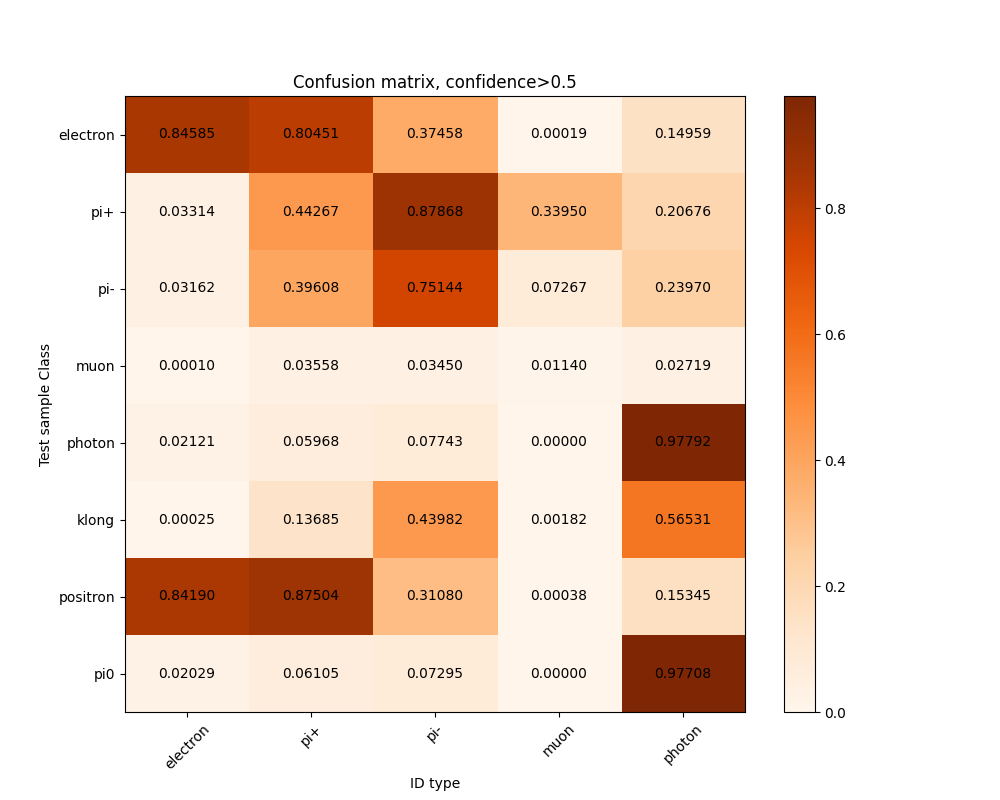 Confusion matrix, confidence>0.5
electron 0.84585 0.80451 0.37458 0.00019 0.14959
pi+ 0.03314 0.44267 0.87868 0.33950 0.20676
pi- 0.03162 0.39608 0.75144 0.07267 0.23970
muon 0.00010 0.03558 0.03450 0.01140 0.02719
photon 0.02121 0.05968 0.07743 0.00000 0.97792
klong 0.00025 0.13685 0.43982 0.00182 0.56531
positron 0.84190 0.87504 0.31080 0.00038 0.15345
pi0 0.02029 0.06105 0.07295 0.00000 0.97708
electron pi+ pi- muon photon
ID type
Test sample Class
0.8
0.6
0.4
0.2
0.0